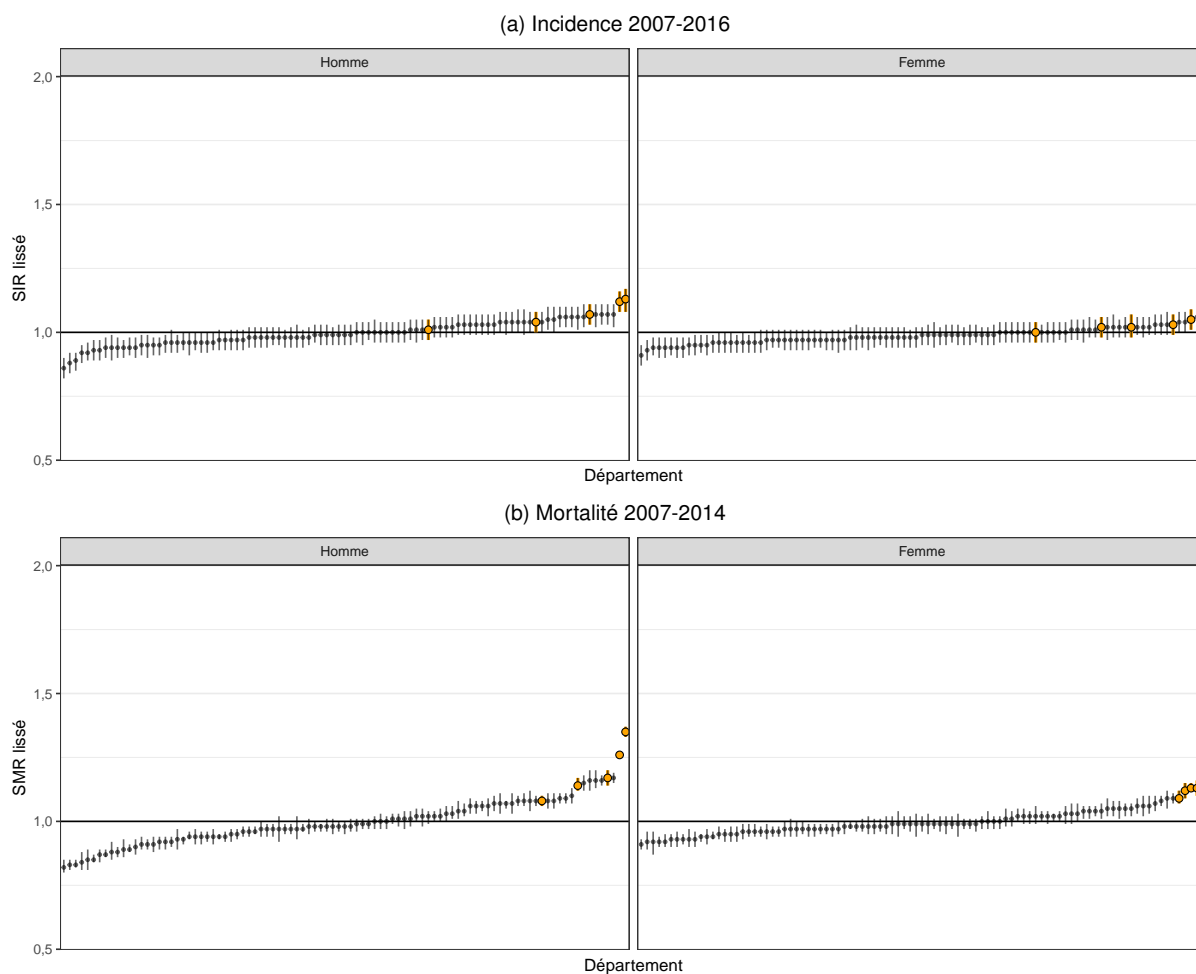 (a) Incidence 2007-2016
Homme
Femme
2,0
1,5
1,0
0,5
SIR lissé
Département
(b) Mortalité 2007-2014
Homme
Femme
2,0
1,5
1,0
0,5
SMR lissé
Département